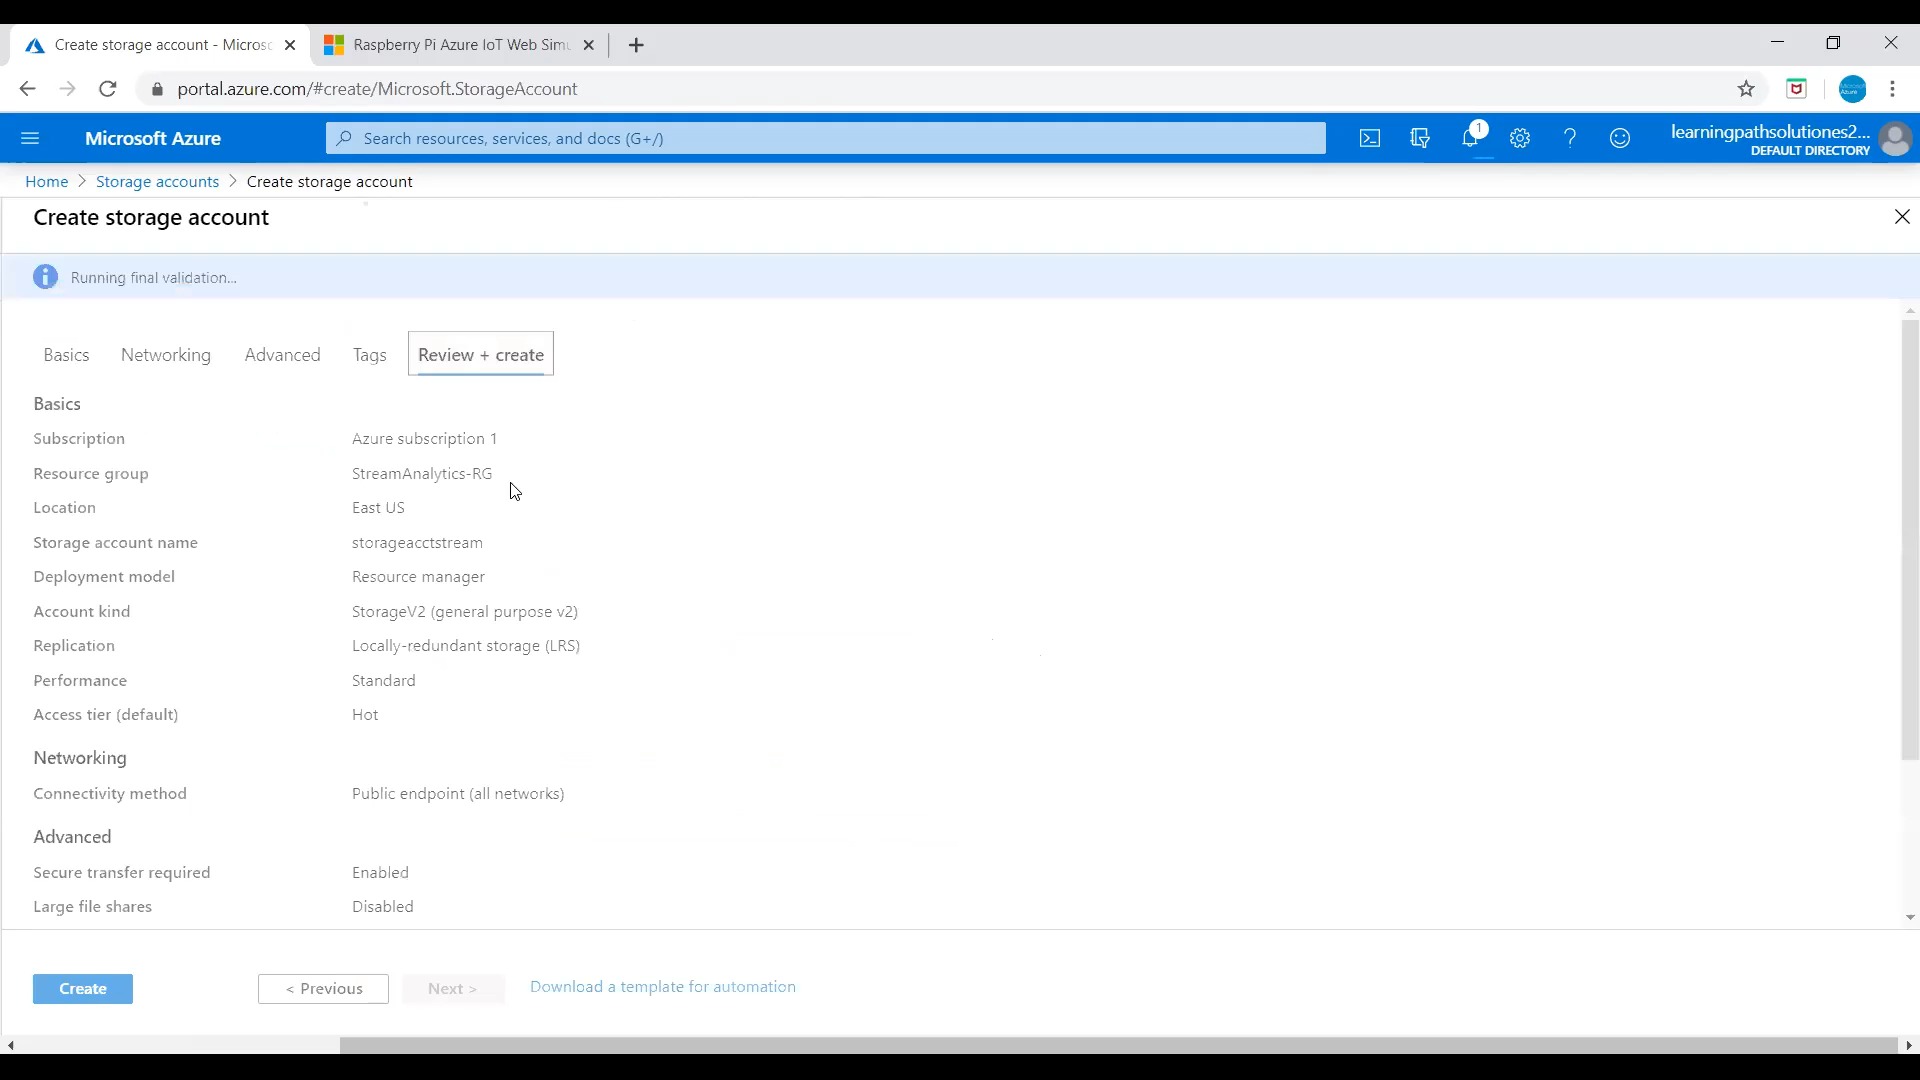 Create storage account - Microsc
Raspberry Pi Azure IoT Web Simu
portal.azure.com/#create/Microsoft.StorageAccount
Microsoft Azure
Search resources, services, and docs (G+/)
1
learningpathsolutiones2...
DEFAULT DIRECTORY
Home > Storage accounts > Create storage account
Create storage account
Running final validation...
Basics Networking Advanced Tags Review + create
Basics
Subscription Azure subscription 1
Resource group StreamAnalytics-RG
Location East US
Storage account name storageacctstream
Deployment model Resource manager
Account kind StorageV2 (general purpose v2)
Replication Locally-redundant storage (LRS)
Performance Standard
Access tier (default) Hot
Networking
Connectivity method Public endpoint (all networks)
Advanced
Secure transfer required Enabled
Large file shares Disabled
Create < Previous Next > Download a template for automation